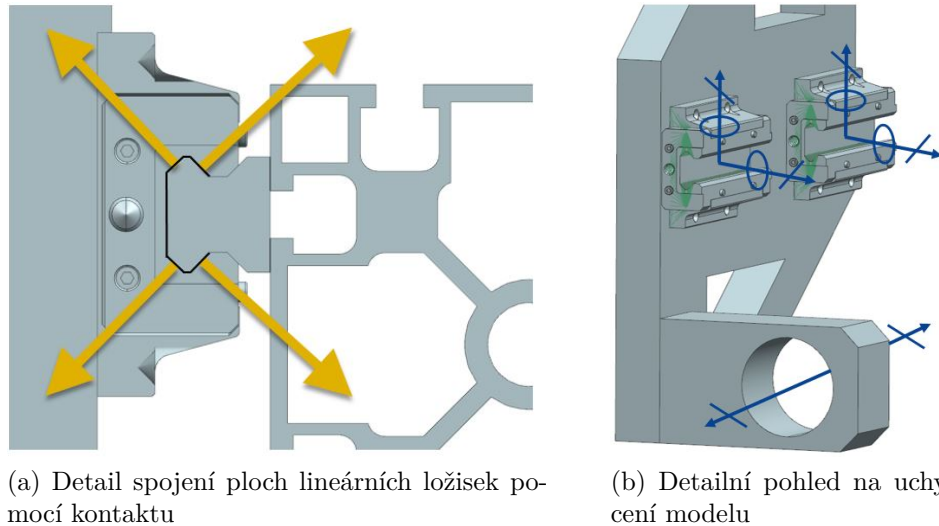 (a) Detail spojení ploch lineárních ložisek po-
mocí kontaktu
(b) Detailní pohled na uchy
cení modelu